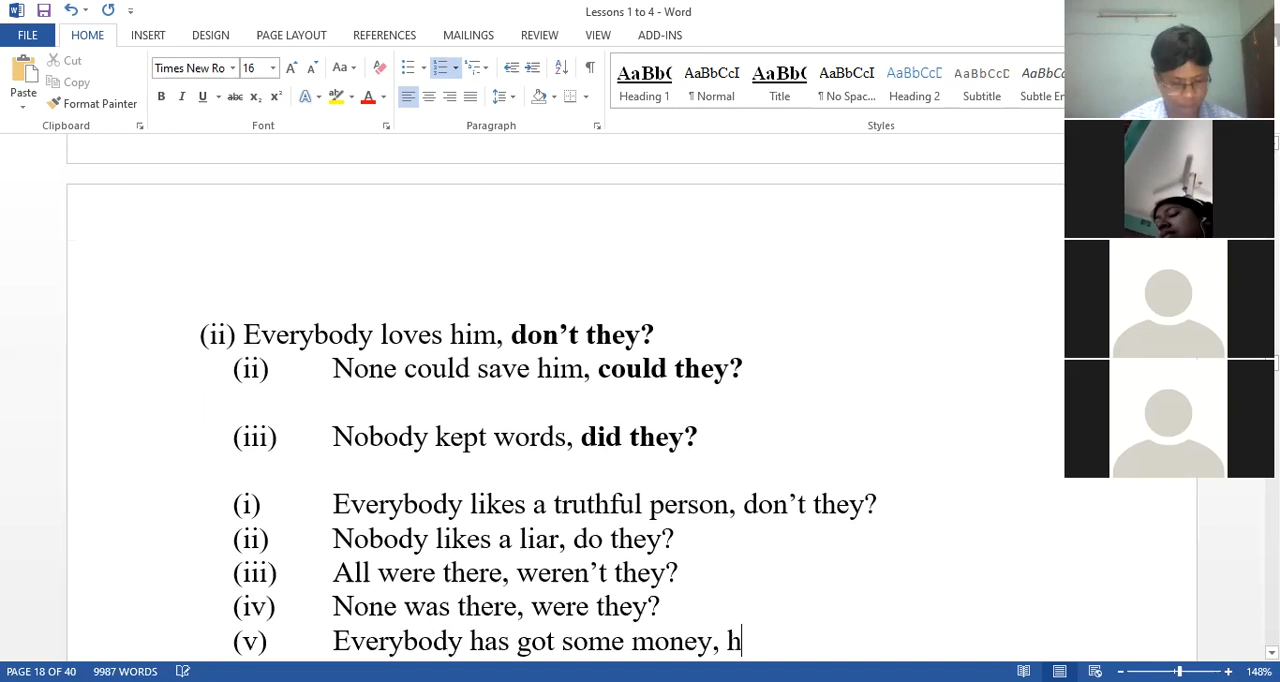 Lessons 1 to 4 - Word
FILE HOME INSERT DESIGN PAGE LAYOUT REFERENCES MAILINGS REVIEW VIEW ADD-INS
Cut
Copy
Format Painter
Paste
Clipboard
Times New Ro 16
Font
Paragraph
AaBb( AaBbCcI AaBb( AaBbCcI AaBbCcD AaBbCcD AaBbCcI
Heading 1 ¶ Normal Title ¶ No Spac... Heading 2 Subtitle Subtle En
Styles
(ii) Everybody loves him, don’t they?
(ii) None could save him, could they?
(iii) Nobody kept words, did they?
(i) Everybody likes a truthful person, don’t they?
(ii) Nobody likes a liar, do they?
(iii) All were there, weren’t they?
(iv) None was there, were they?
(v) Everybody has got some money, h
PAGE 18 OF 40 9987 WORDS 148%